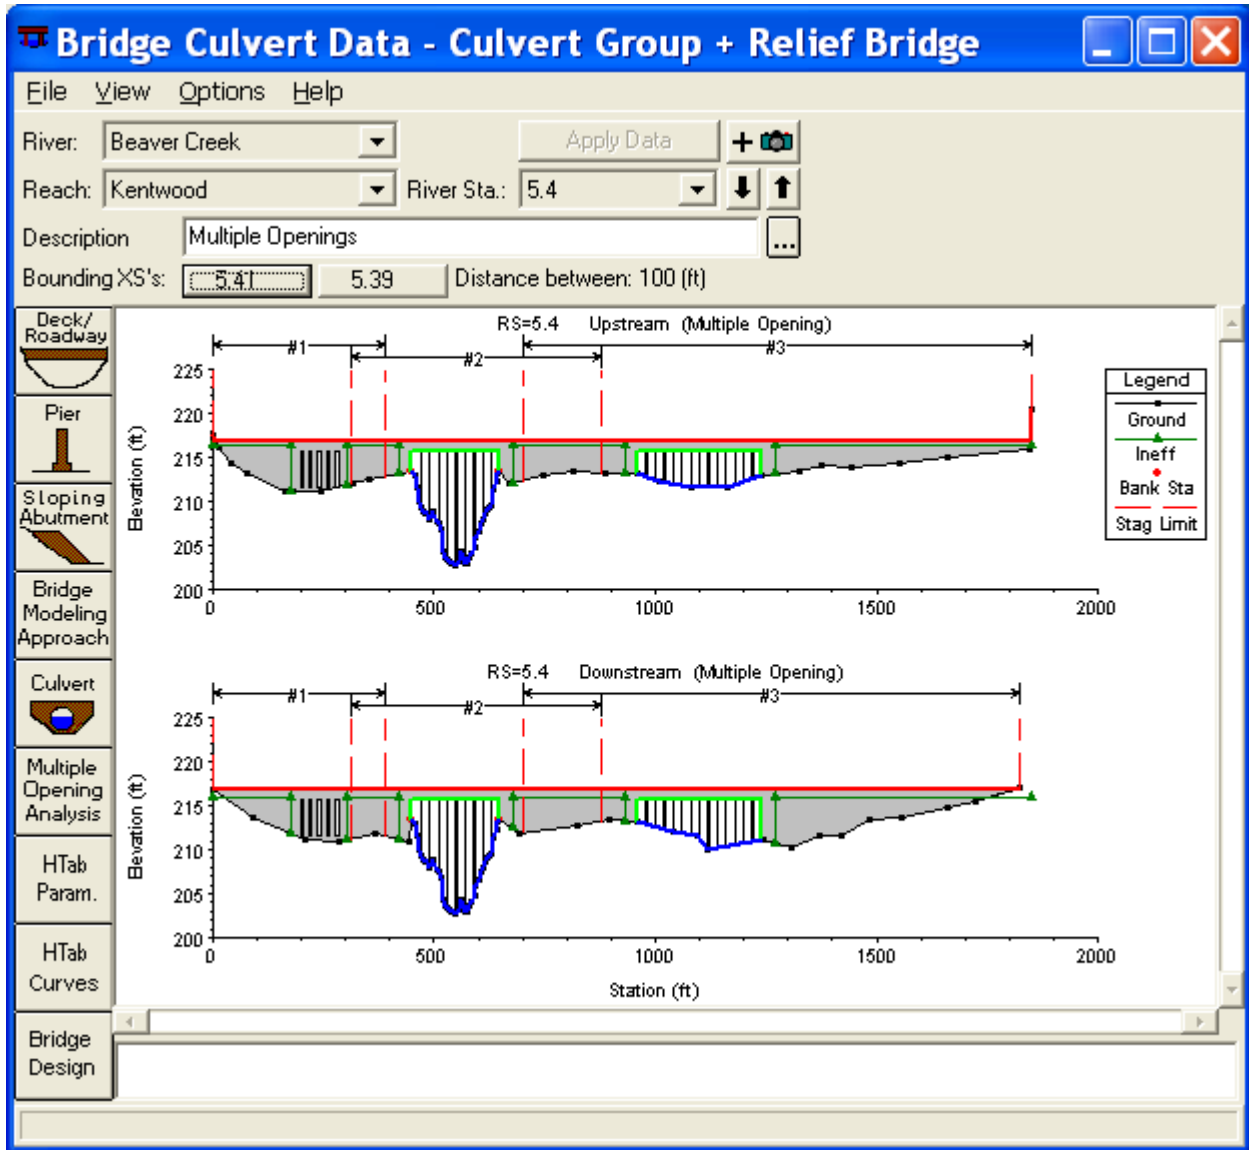 Bridge Culvert Data - Culvert Group + Relief Bridge
File View Options Help
River: Beaver Creek Apply Data
Reach: Kentwood River Sta.: 5.4
Description Multiple Openings ...
Bounding XS's: 5.41 5.39 Distance between: 100 (ft)
Deck/
Roadway
Pier
Sloping
Abutment
Bridge
Modeling
Approach
Culvert
Multiple
Opening
Analysis
HTab
Param.
HTab
Curves
Bridge
Design
RS=5.4 Upstream (Multiple Opening)
#1
#2
#3
225
220
215
210
205
200
Elevation (ft)
0 500 1000 1500 2000
Legend
Ground
Ineff
Bank Sta
Stag Limit
RS=5.4 Downstream (Multiple Opening)
#1
#2
#3
225
220
215
210
205
200
Elevation (ft)
0 500 1000 1500 2000
Station (ft)